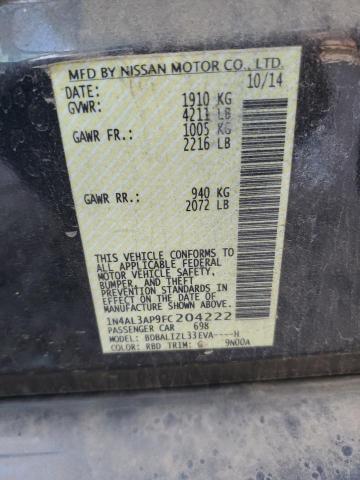 MFD BY NISSAN MOTOR CO., LTD.
DATE: 10/14
GVWR: 1910 KG
4211 LB
GAWR FR: 1005 KG
2216 LB
GAWR RR: 940 KG
2072 LB
THIS VEHICLE CONFORMS TO
ALL APPLICABLE FEDERAL
MOTOR VEHICLE SAFETY,
BUMPER, AND THEFT
PREVENTION STANDARDS IN
EFFECT ON THE DATE OF
MANUFACTURE SHOWN ABOVE.
1N4AL3AP9FC204222
PASSENGER CAR 698
MODEL: BDBALIZL33EVA----H
COLOR: RBD TRIM: G 9N00A